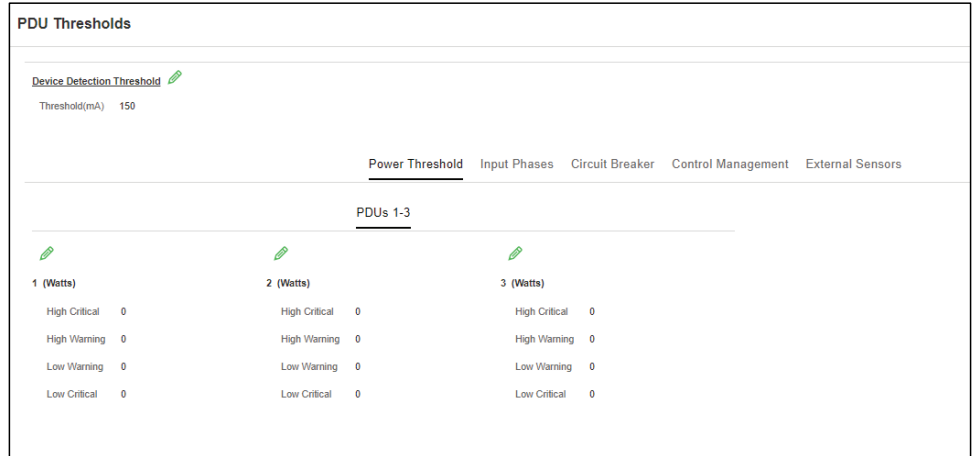 PDU Thresholds
Device Detection Threshold
Threshold(mA) 150
Power Threshold Input Phases Circuit Breaker Control Management External Sensors
PDUs 1-3
1 (Watts) 2 (Watts) 3 (Watts)
High Critical 0 High Critical 0 High Critical 0
High Warning 0 High Warning 0 High Warning 0
Low Warning 0 Low Warning 0 Low Warning 0
Low Critical 0 Low Critical 0 Low Critical 0